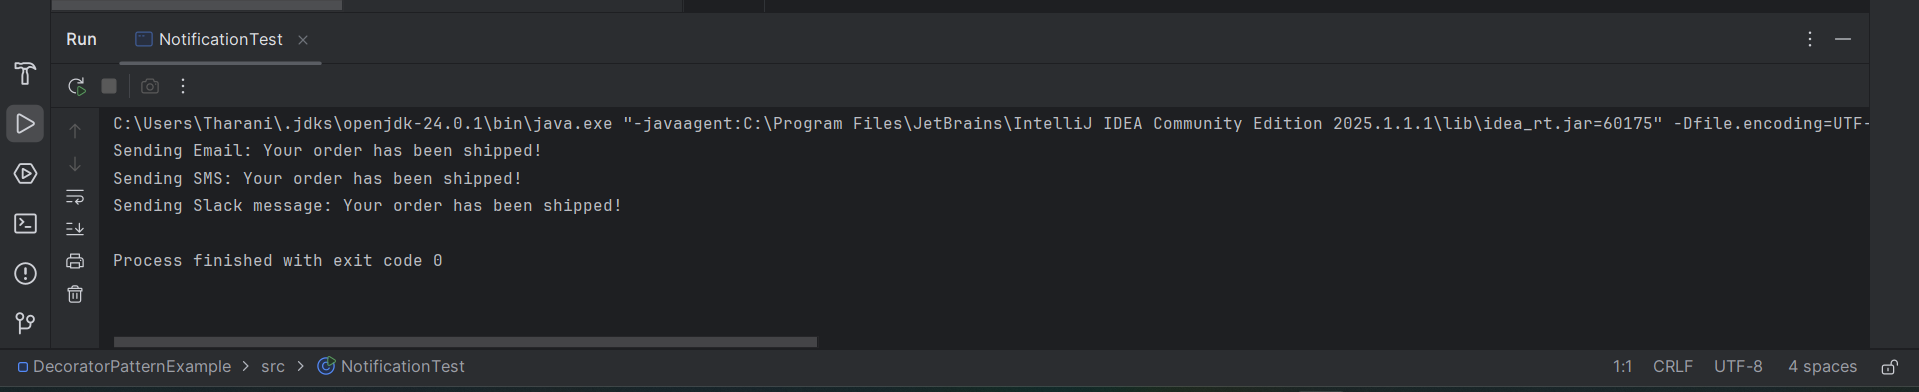 Run NotificationTest
C:\Users\Tharani\.jdks\openjdk-24.0.1\bin\java.exe "-javaagent:C:\Program Files\JetBrains\IntelliJ IDEA Community Edition 2025.1.1.1\lib\idea_rt.jar=60175" -Dfile.encoding=UTF-
Sending Email: Your order has been shipped!
Sending SMS: Your order has been shipped!
Sending Slack message: Your order has been shipped!
Process finished with exit code 0
DecoratorPatternExample > src > NotificationTest 1:1 CRLF UTF-8 4 spaces